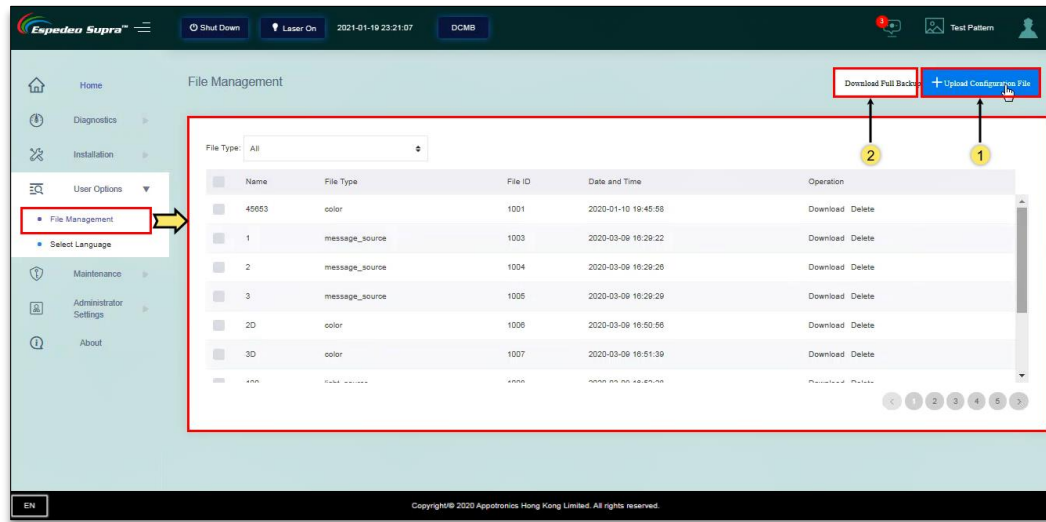 Espedeo Supra™
Shut Down
Laser On
2021-01-19 23:21:07
DCMB
3
Test Pattern
Home
Diagnostics
Installation
User Options
File Management
Select Language
Maintenance
Administrator
Settings
About
File Management
Download Full Backup
+ Upload Configuration File
2
1
File Type: All
Name File Type File ID Date and Time Operation
45653 color 1001 2020-01-10 19:45:58 Download Delete
1 message_source 1003 2020-03-09 16:29:22 Download Delete
2 message_source 1004 2020-03-09 16:29:26 Download Delete
3 message_source 1005 2020-03-09 16:29:29 Download Delete
2D color 1006 2020-03-09 16:50:56 Download Delete
3D color 1007 2020-03-09 16:51:39 Download Delete
< 1 2 3 4 5 >
EN
Copyright/© 2020 Appotronics Hong Kong Limited. All rights reserved.